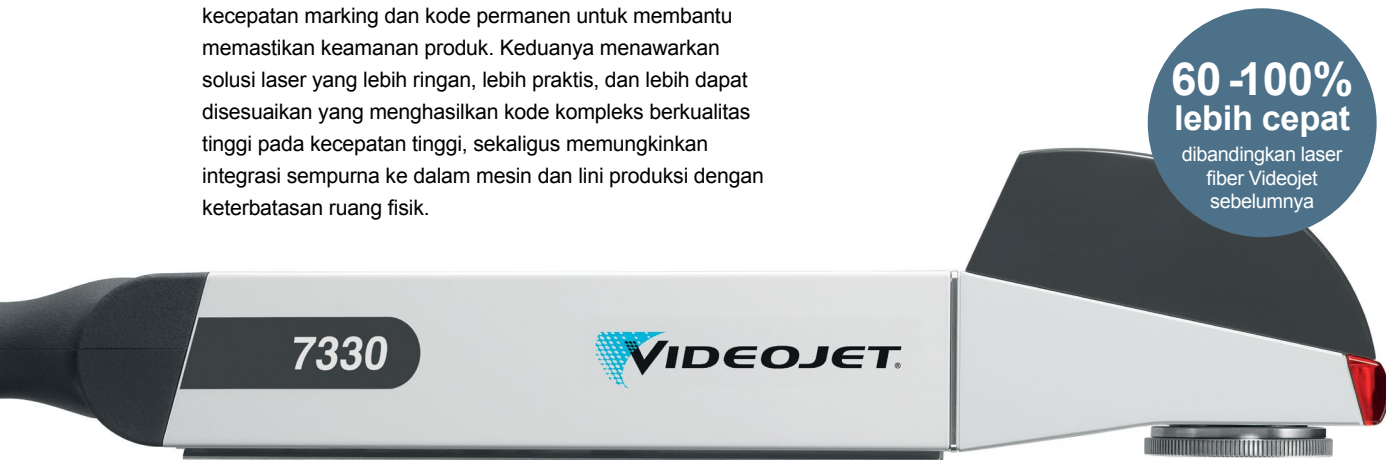 kecepatan marking dan kode permanen untuk membantu
memastikan keamanan produk. Keduanya menawarkan
solusi laser yang lebih ringan, lebih praktis, dan lebih dapat
disesuaikan yang menghasilkan kode kompleks berkualitas
tinggi pada kecepatan tinggi, sekaligus memungkinkan
integrasi sempurna ke dalam mesin dan lini produksi dengan
keterbatasan ruang fisik.
60-100%
lebih cepat
dibandingkan laser
fiber Videojet
sebelumnya
7330
VIDEOJET®